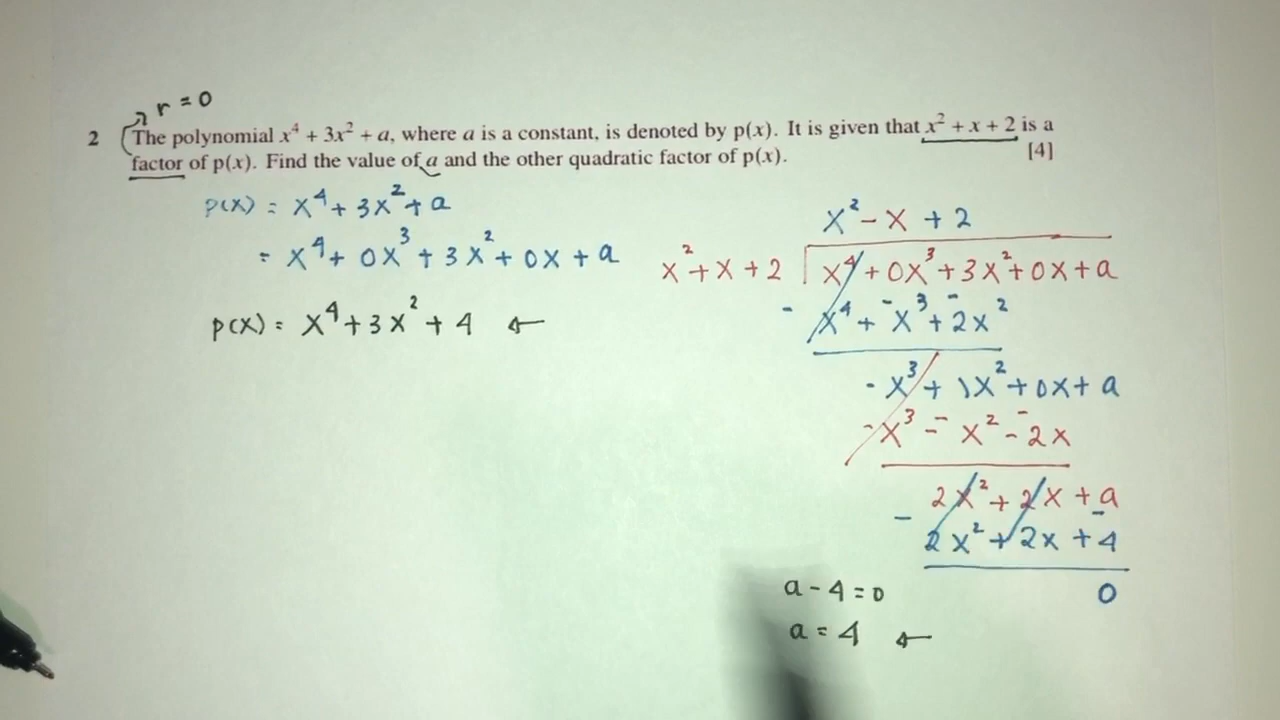 r = 0
2 The polynomial x⁴ + 3x² + a, where a is a constant, is denoted by p(x). It is given that x² + x + 2 is a
factor of p(x). Find the value of a and the other quadratic factor of p(x). [4]
p(x) = x⁴ + 3x² + a
= x⁴ + 0x³ + 3x² + 0x + a
p(x) = x⁴ + 3x² + 4 ←
x² - x + 2
x² + x + 2 x⁴ + 0x³ + 3x² + 0x + a
- x⁴ + x³ + 2x²
- x³ + 1x² + 0x + a
- x³ - x² - 2x
2x² + 2x + a
- 2x² + 2x + 4
0
a - 4 = 0
a = 4 ←